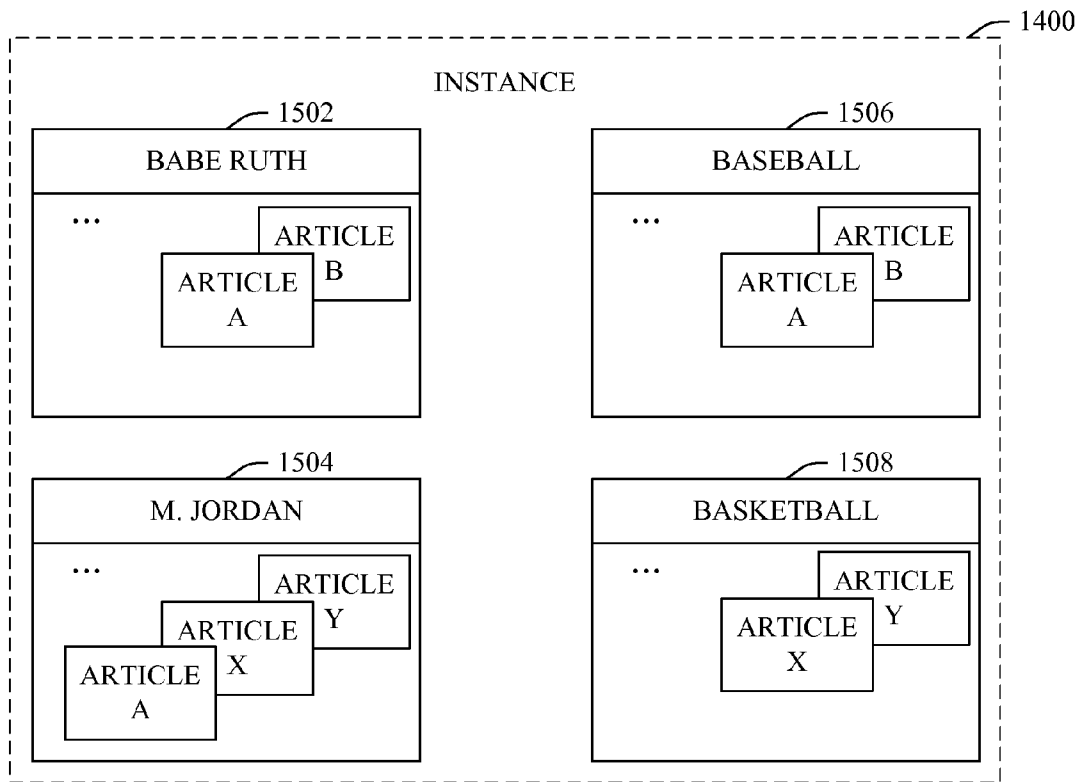 1400
INSTANCE
1502
BABE RUTH
...
ARTICLE
B
ARTICLE
A
1506
BASEBALL
...
ARTICLE
B
ARTICLE
A
1504
M. JORDAN
...
ARTICLE
Y
ARTICLE
X
ARTICLE
A
1508
BASKETBALL
...
ARTICLE
Y
ARTICLE
X